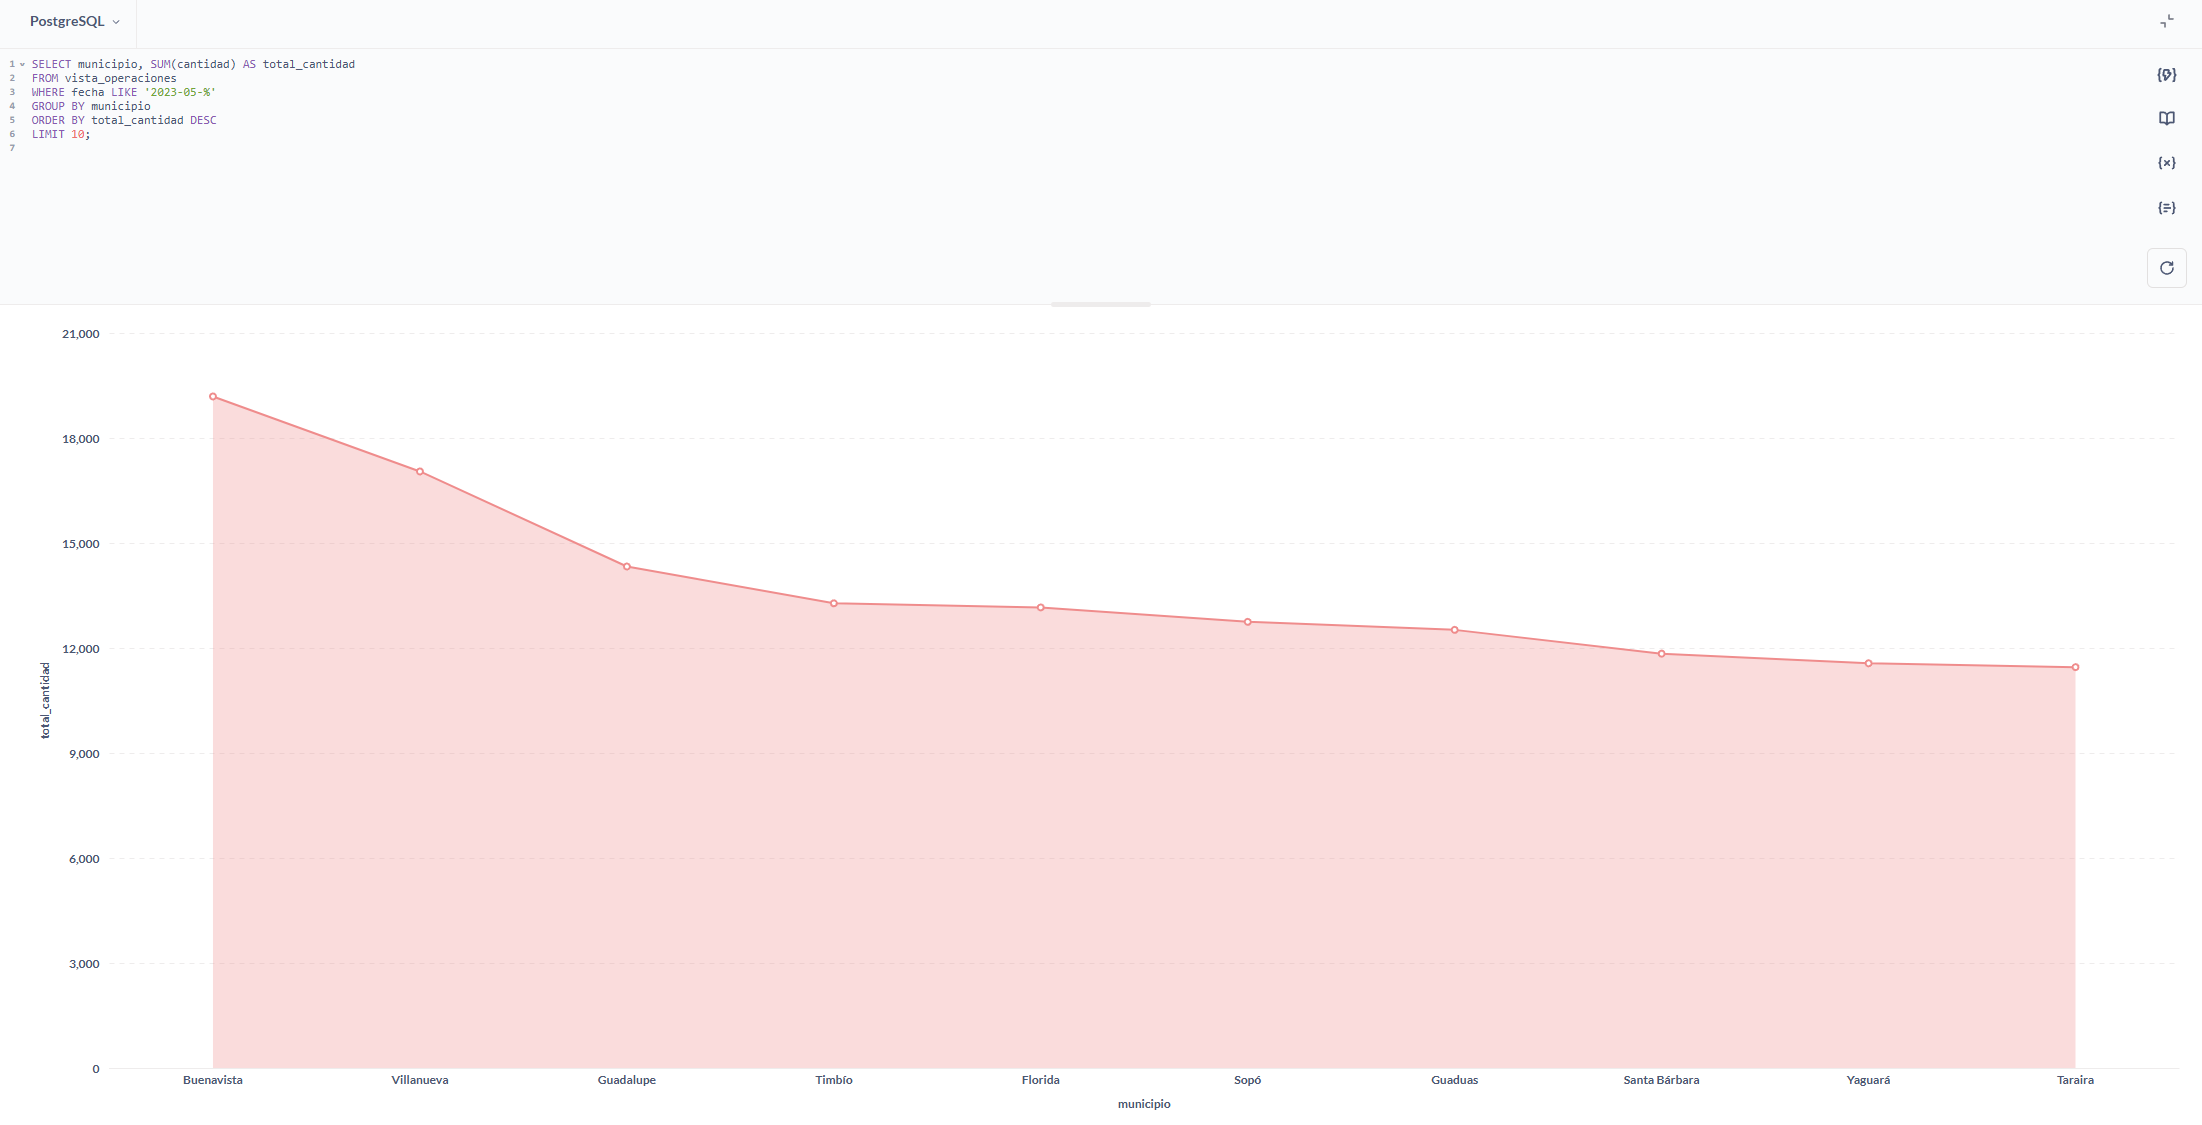 PostgreSQL
1 SELECT municipio, SUM(cantidad) AS total_cantidad
2 FROM vista_operaciones
3 WHERE fecha LIKE '2023-05-%'
4 GROUP BY municipio
5 ORDER BY total_cantidad DESC
6 LIMIT 10;
7
21,000
18,000
15,000
12,000
9,000
6,000
3,000
0
total_cantidad
Buenavista Villanueva Guadalupe Timbío Florida Sopó Guaduas Santa Bárbara Yaguará Taraira
municipio